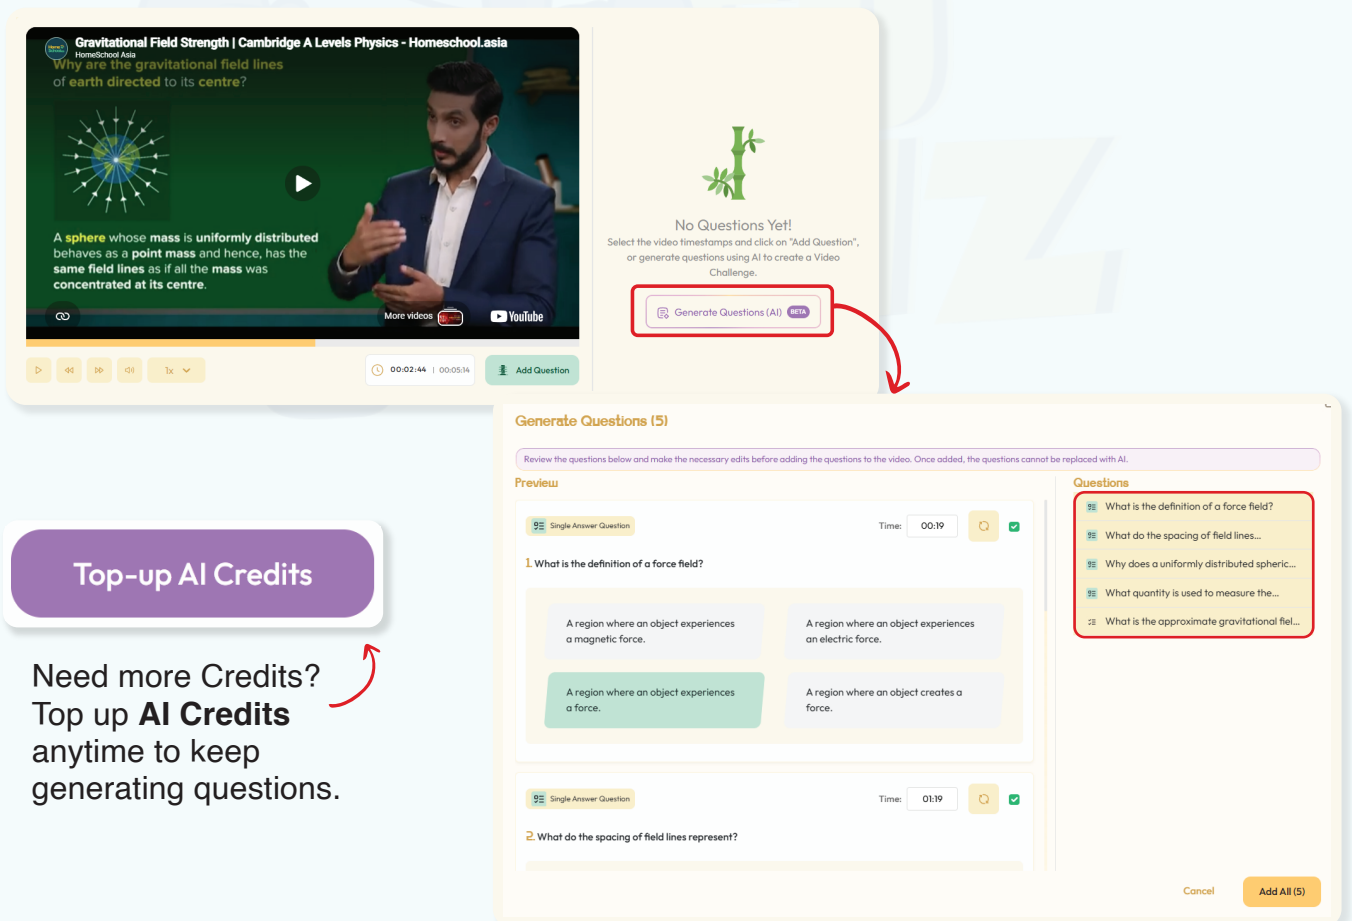 Gravitational Field Strength | Cambridge A Levels Physics - Homeschool.asia
HomeSchool Asia
Why are the gravitational field lines
of earth directed to its centre?
A sphere whose mass is uniformly distributed
behaves as a point mass and hence, has the
same field lines as if all the mass was
concentrated at its centre.
More videos
YouTube
1x
00:02:44 | 00:05:14
Add Question
No Questions Yet!
Select the video timestamps and click on "Add Question",
or generate questions using AI to create a Video
Challenge.
Generate Questions (AI) BETA
Generate Questions (5)
Review the questions below and make the necessary edits before adding the questions to the video. Once added, the questions cannot be replaced with AI.
Preview
Single Answer Question
Time: 00:19
1. What is the definition of a force field?
A region where an object experiences
a magnetic force.
A region where an object experiences
an electric force.
A region where an object experiences
a force.
A region where an object creates a
force.
Single Answer Question
Time: 01:19
2. What do the spacing of field lines represent?
Questions
What is the definition of a force field?
What do the spacing of field lines...
Why does a uniformly distributed spheric...
What quantity is used to measure the...
What is the approximate gravitational fiel...
Cancel
Add All (5)
Top-up AI Credits
Need more Credits?
Top up AI Credits
anytime to keep
generating questions.